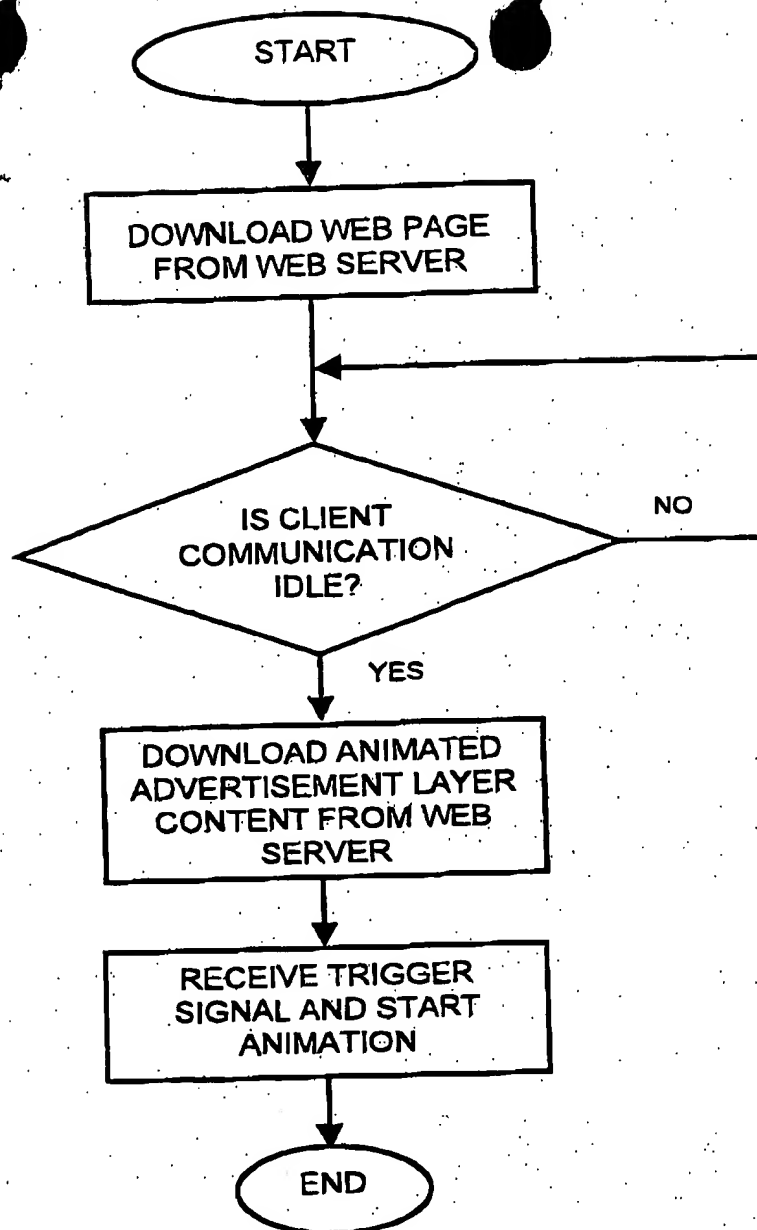 START
DOWNLOAD WEB PAGE
FROM WEB SERVER
IS CLIENT
COMMUNICATION
IDLE?
NO
YES
DOWNLOAD ANIMATED
ADVERTISEMENT LAYER
CONTENT FROM WEB
SERVER
RECEIVE TRIGGER
SIGNAL AND START
ANIMATION
END